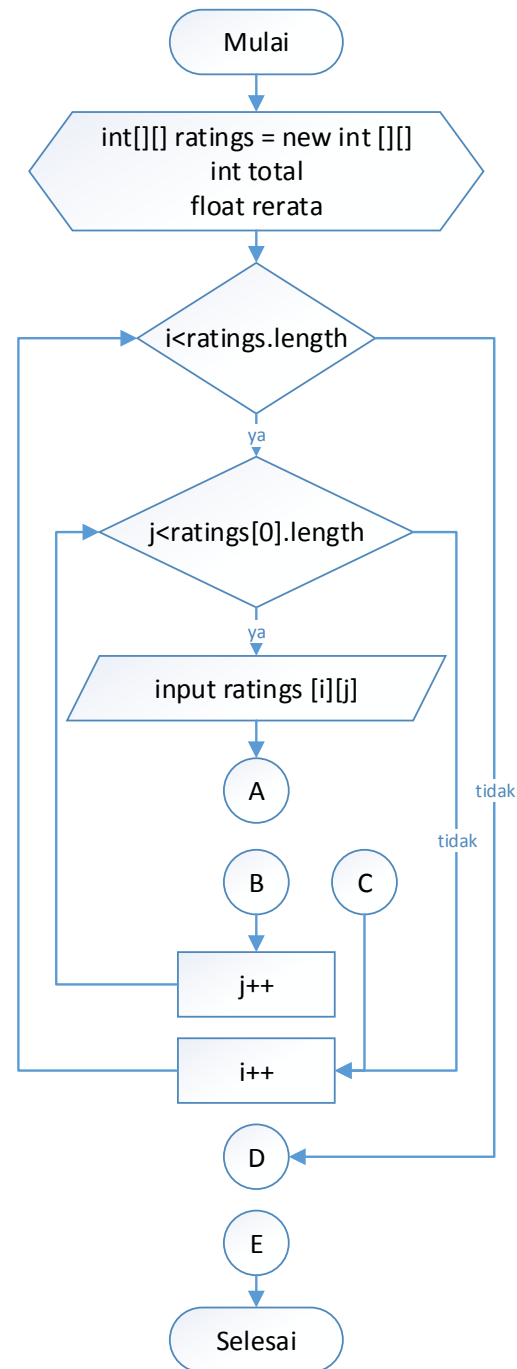 Mulai
int[][] ratings = new int [][]
int total
float rerata
i<ratings.length
ya
j<ratings[0].length
ya
input ratings [i][j]
A
tidak
tidak
B
C
j++
i++
D
E
Selesai